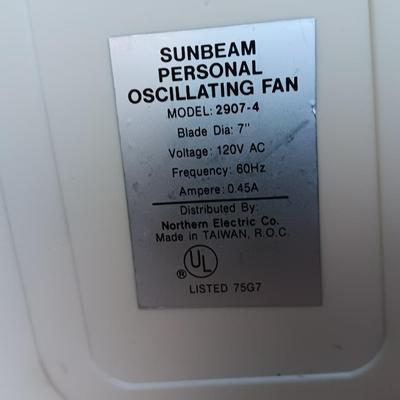 SUNBEAM
PERSONAL
OSCILLATING FAN
MODEL: 2907-4
Blade Dia: 7"
Voltage: 120V AC
Frequency: 60Hz
Ampere: 0.45A
Distributed By:
Northern Electric Co.
Made in TAIWAN, R.O.C.
® UL
LISTED 75G7